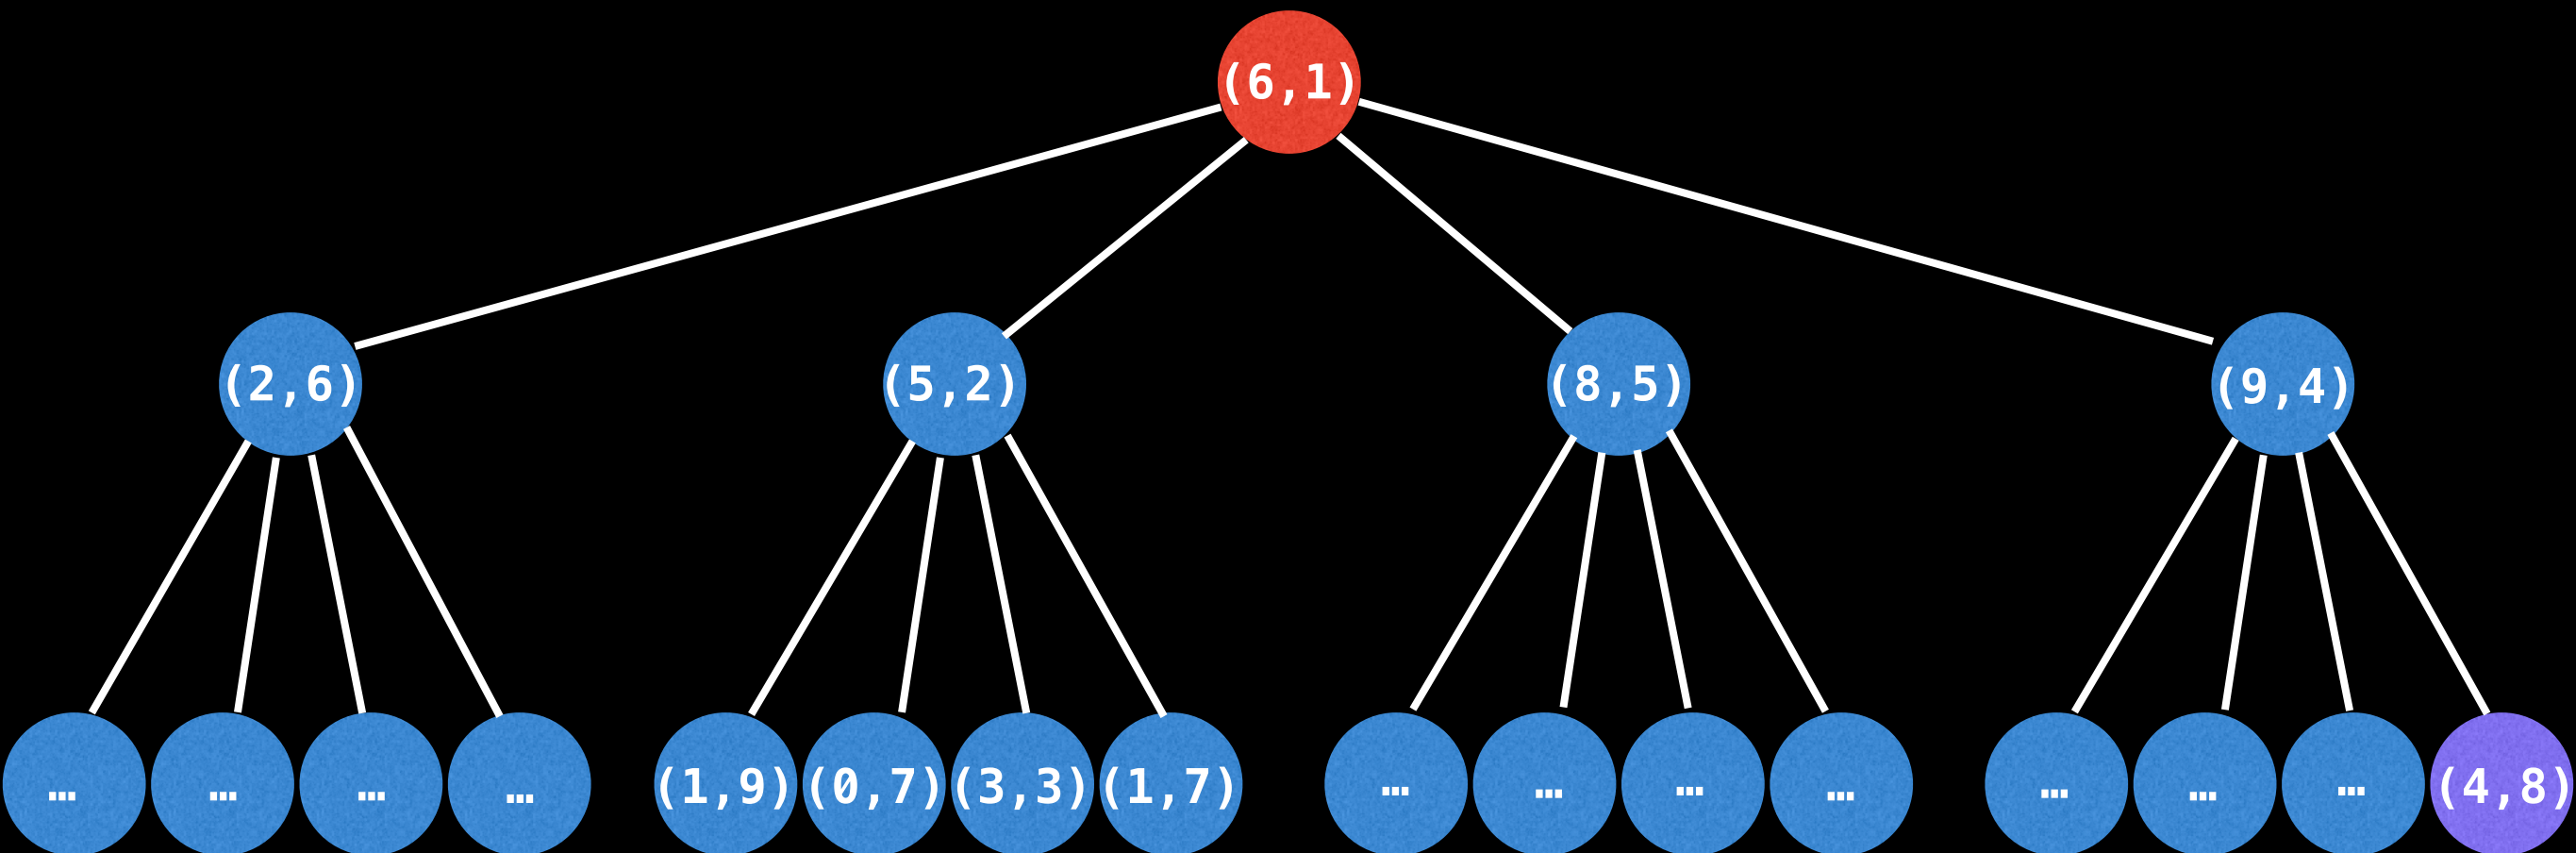 (6,1)
(2,6) (5,2) (8,5) (9,4)
… … … … (1,9) (0,7) (3,3) (1,7) … … … … … … … (4,8)